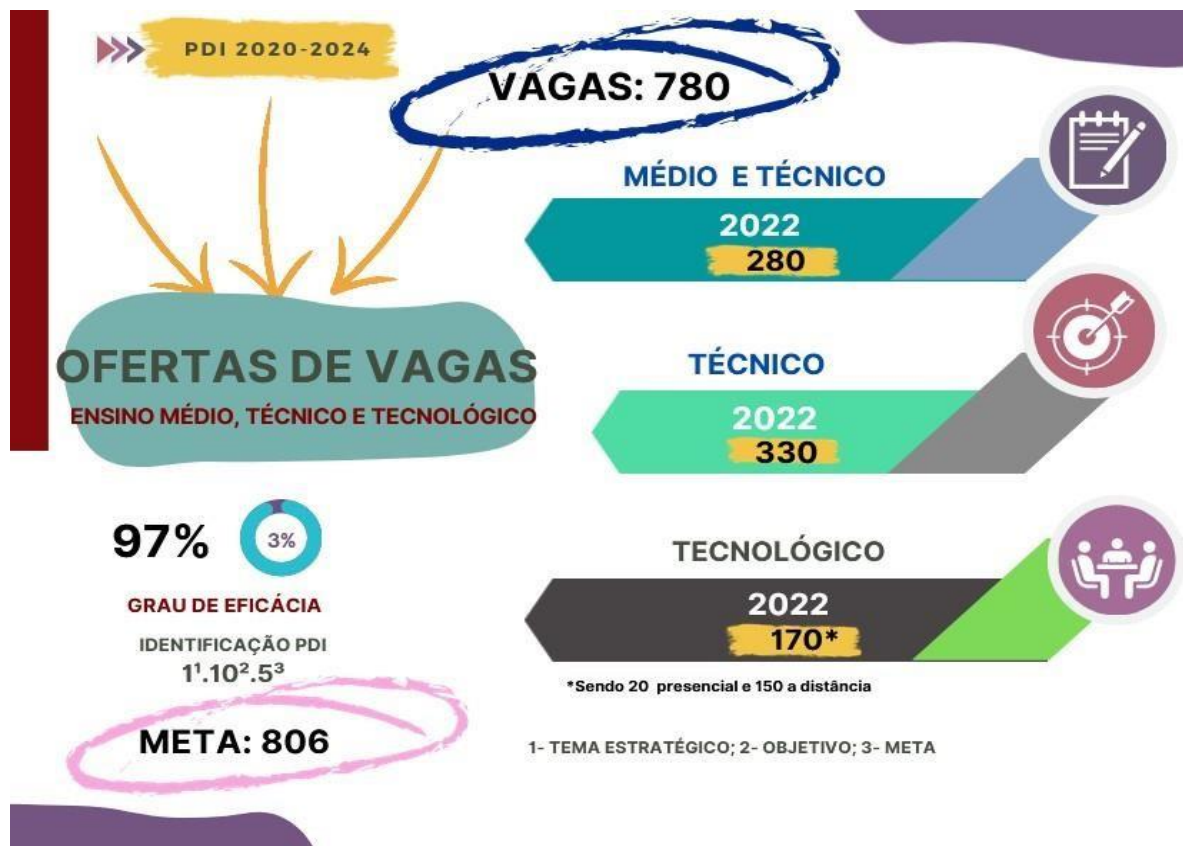 PDI 2020-2024
VAGAS: 780
OFERTAS DE VAGAS
ENSINO MÉDIO, TÉCNICO E TECNOLÓGICO
97%
3%
GRAU DE EFICÁCIA
IDENTIFICAÇÃO PDI
1¹.10².5³
META: 806
MÉDIO E TÉCNICO
2022
280
TÉCNICO
2022
330
TECNOLÓGICO
2022
170*
*Sendo 20 presencial e 150 a distância
1- TEMA ESTRATÉGICO; 2- OBJETIVO; 3- META